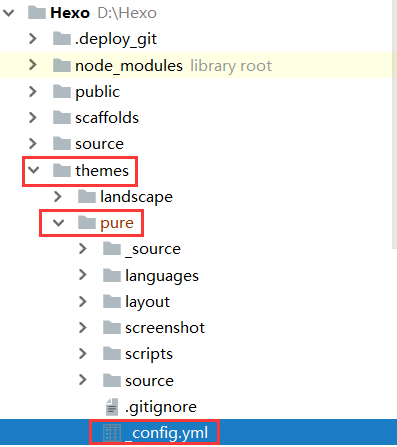 Hexo D:\Hexo
.deploy_git
node_modules library root
public
scaffolds
source
themes
landscape
pure
_source
languages
layout
screenshot
scripts
source
.gitignore
_config.yml